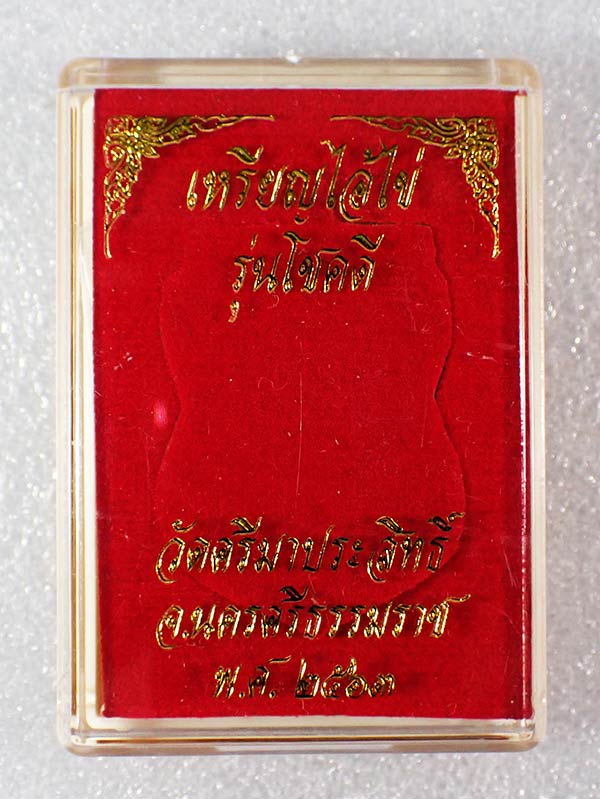 เหรียญไอ้ไข่
รุ่นโชคดี
วัดศรีมาประสิทธิ์
จ.นครศรีธรรมราช
พ.ศ. ๒๕๖๓